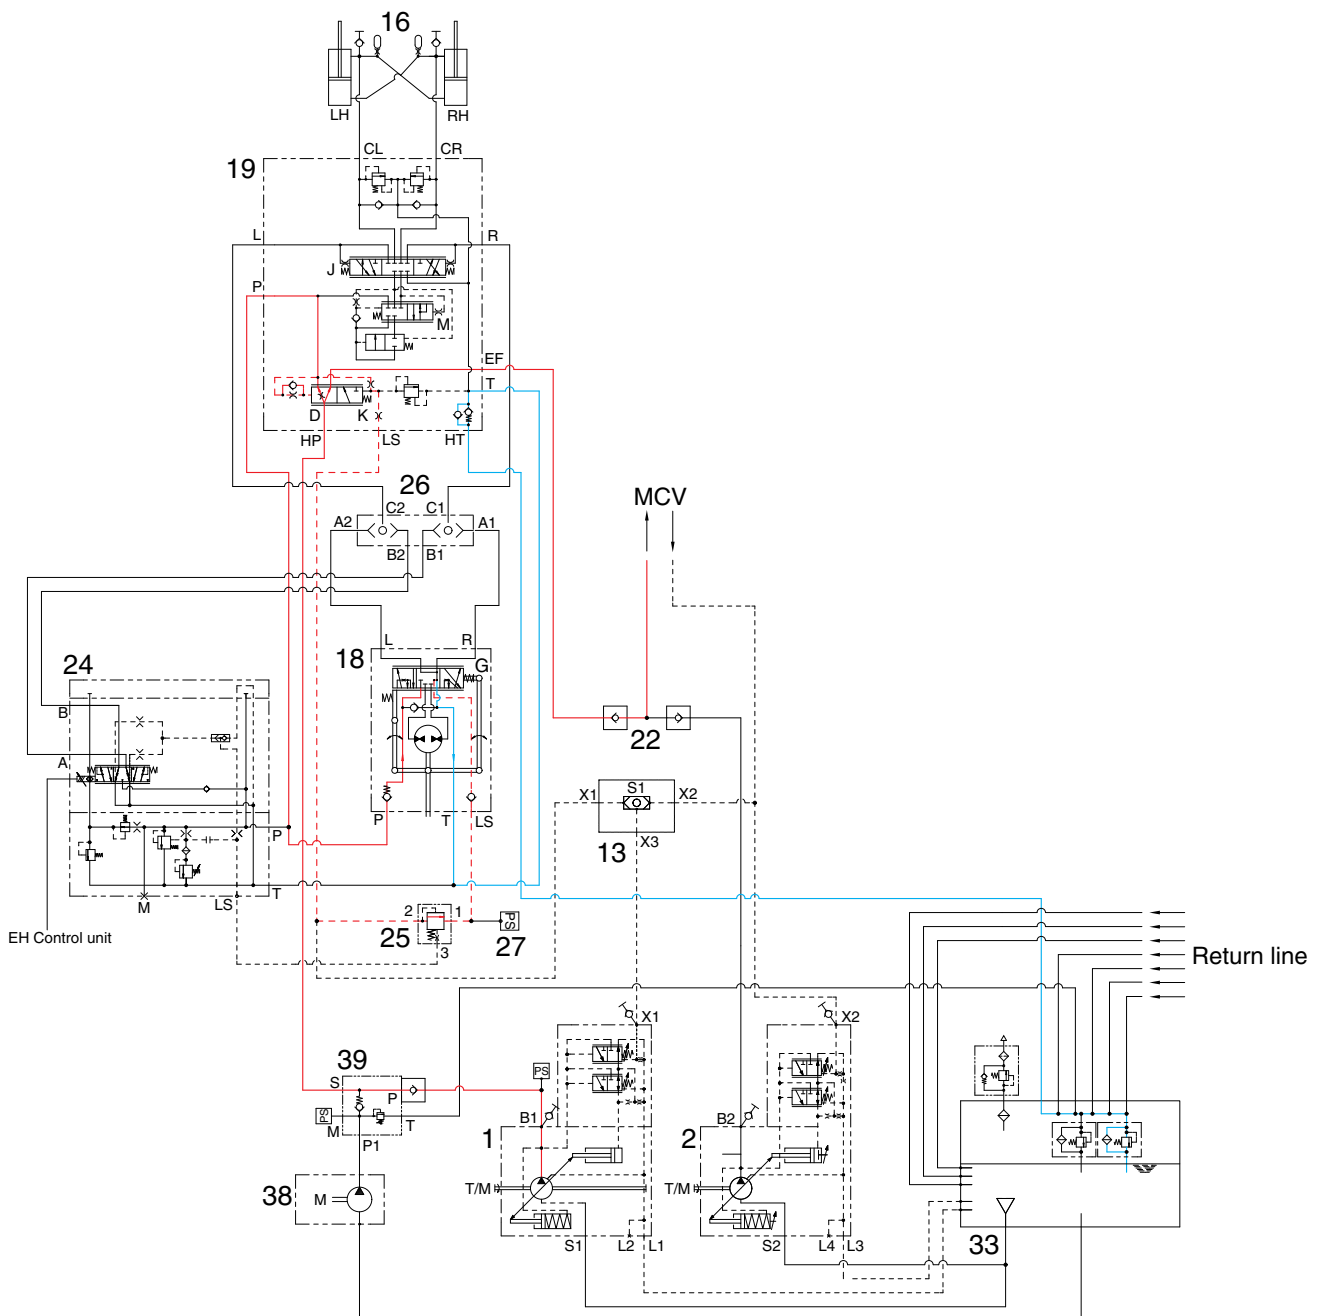 16
LH RH
CL CR
19
L R
J
P
M
EF
T
D K
HP LS HT
26
MCV
C2 C1
A2 A1
B2 B1
L R
18
G
24
B
A
22
S1
X1 X2
X3
13
P T LS
P
T
M LS
EH Control unit
2 1
25
3
PS
27
Return line
X1 X2
39
S
P
PS
PS
M T
P1
B1 B2
1 2
T/M T/M
38
M
S1 L2 L1 S2 L4 L3
33